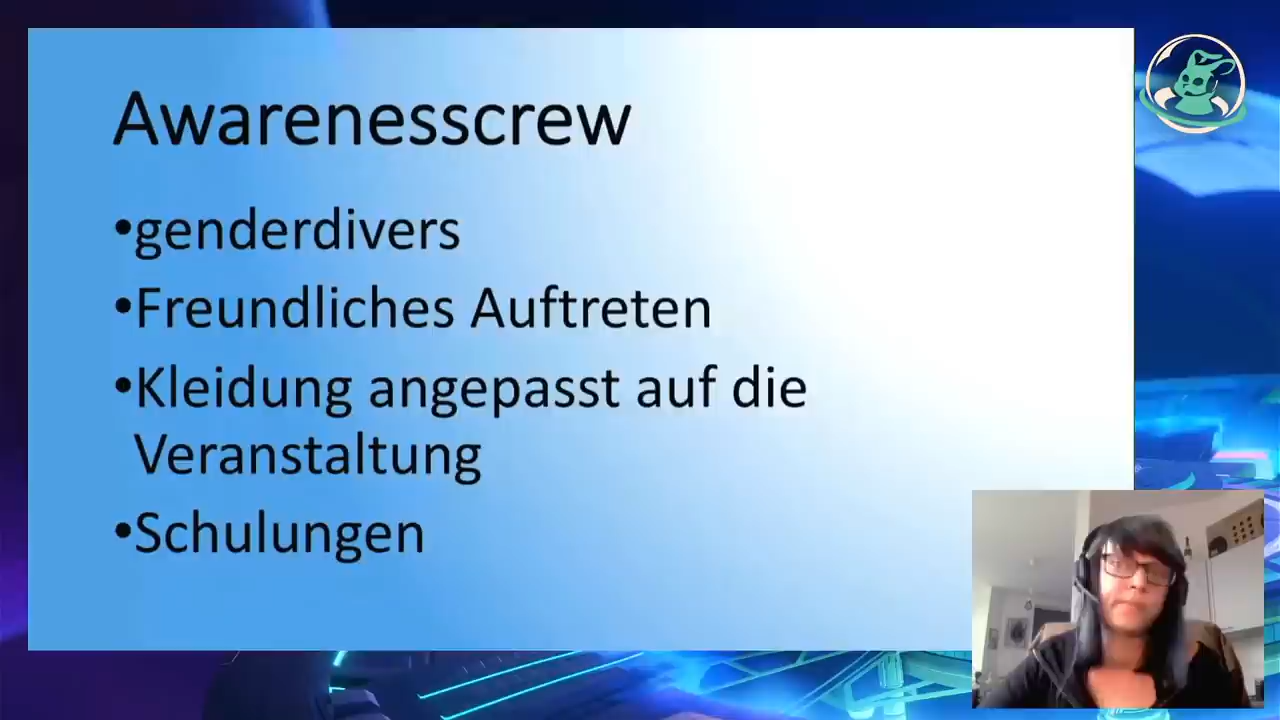 Awarenesscrew
•genderdivers
•Freundliches Auftreten
•Kleidung angepasst auf die
Veranstaltung
•Schulungen